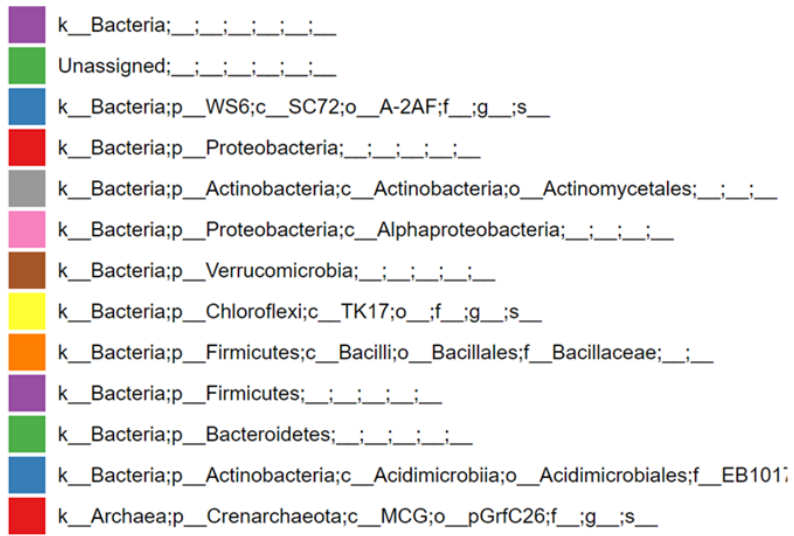 k__Bacteria;__;__;__;__;__;__
Unassigned;__;__;__;__;__;__
k__Bacteria;p__WS6;c__SC72;o__A-2AF;f__;g__;s__
k__Bacteria;p__Proteobacteria;__;__;__;__;__
k__Bacteria;p__Actinobacteria;c__Actinobacteria;o__Actinomycetales;__;__;__
k__Bacteria;p__Proteobacteria;c__Alphaproteobacteria;__;__;__;__
k__Bacteria;p__Verrucomicrobia;__;__;__;__;__
k__Bacteria;p__Chloroflexi;c__TK17;o__;f__;g__;s__
k__Bacteria;p__Firmicutes;c__Bacilli;o__Bacillales;f__Bacillaceae;__;__
k__Bacteria;p__Firmicutes;__;__;__;__;__
k__Bacteria;p__Bacteroidetes;__;__;__;__;__
k__Bacteria;p__Actinobacteria;c__Acidimicrobiia;o__Acidimicrobiales;f__EB1017
k__Archaea;p__Crenarchaeota;c__MCG;o__pGrfC26;f__;g__;s__